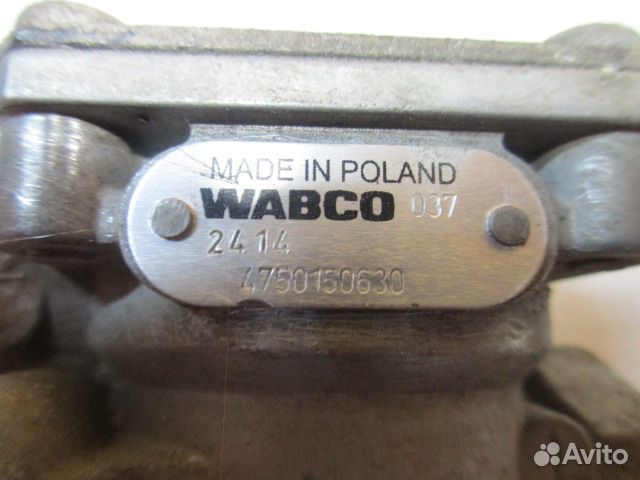 MADE IN POLAND
WABCO 037
2414
4750150630
Avito